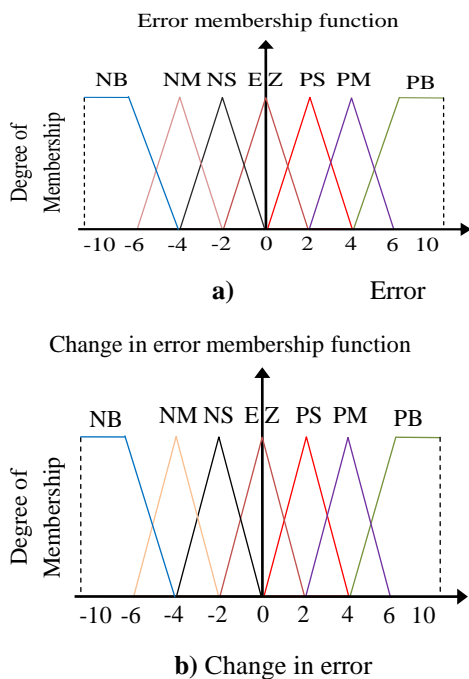 Error membership function
NB NM NS E Z PS PM PB
Degree of
Membership
-10 -6 -4 -2 0 2 4 6 10
a) Error
Change in error membership function
NB NM NS E Z PS PM PB
Degree of
Membership
-10 -6 -4 -2 0 2 4 6 10
b) Change in error